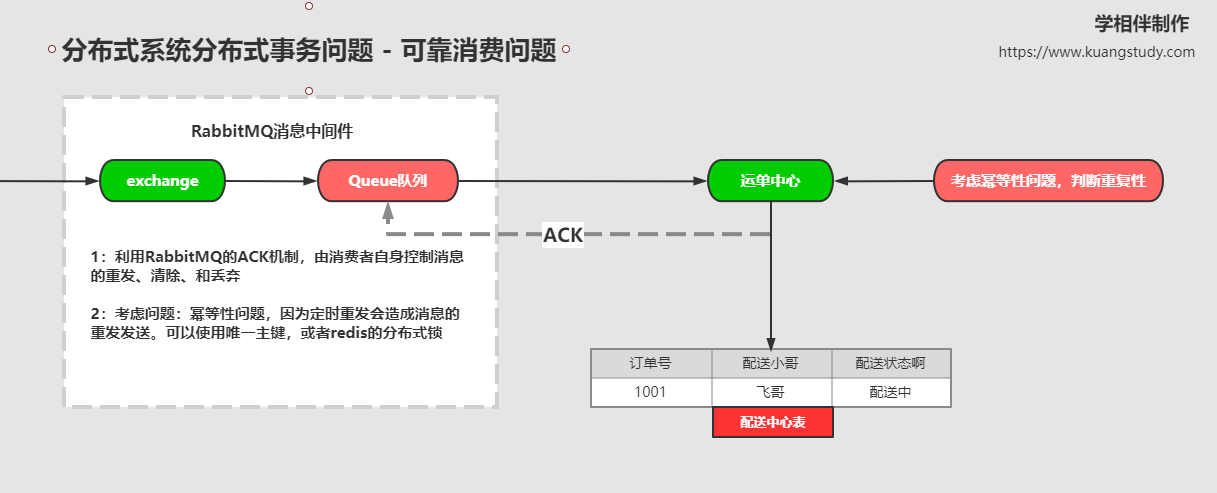 学相伴制作
分布式系统分布式事务问题 - 可靠消费问题
https://www.kuangstudy.com
RabbitMQ消息中间件
exchange
Queue队列
运单中心
考虑幂等性问题，判断重复性
ACK
1：利用RabbitMQ的ACK机制，由消费者自身控制消息
的重发、清除、和丢弃
2：考虑问题：幂等性问题，因为定时重发会造成消息的
重发发送。可以使用唯一主键，或者redis的分布式锁
订单号 配送小哥 配送状态啊
1001 飞哥 配送中
配送中心表